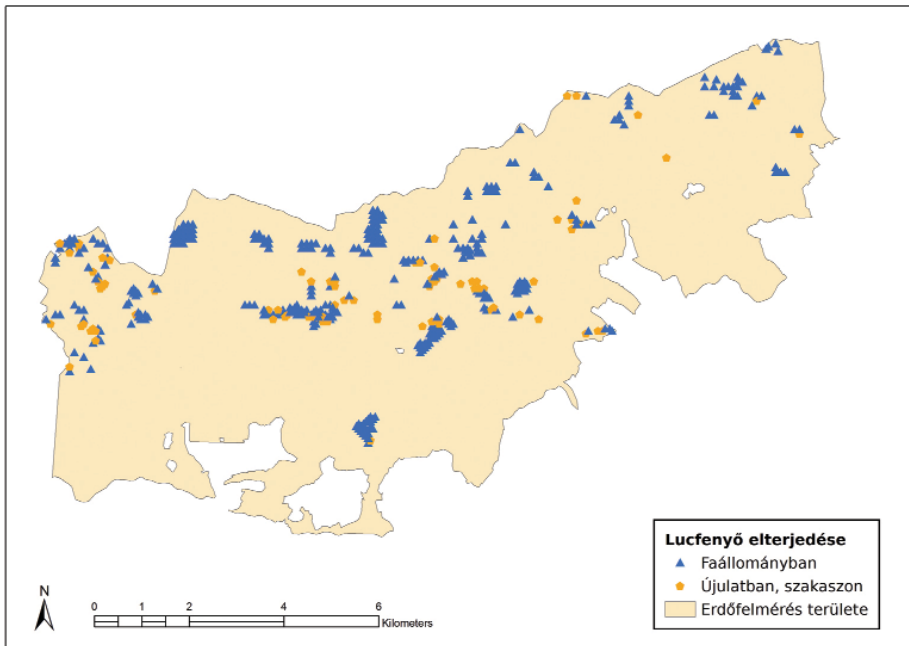 Lucfenyő elterjedése
Faállományban
Újulatban, szakaszon
Erdőfelmérés területe
N
0 1 2 4 6
Kilometers